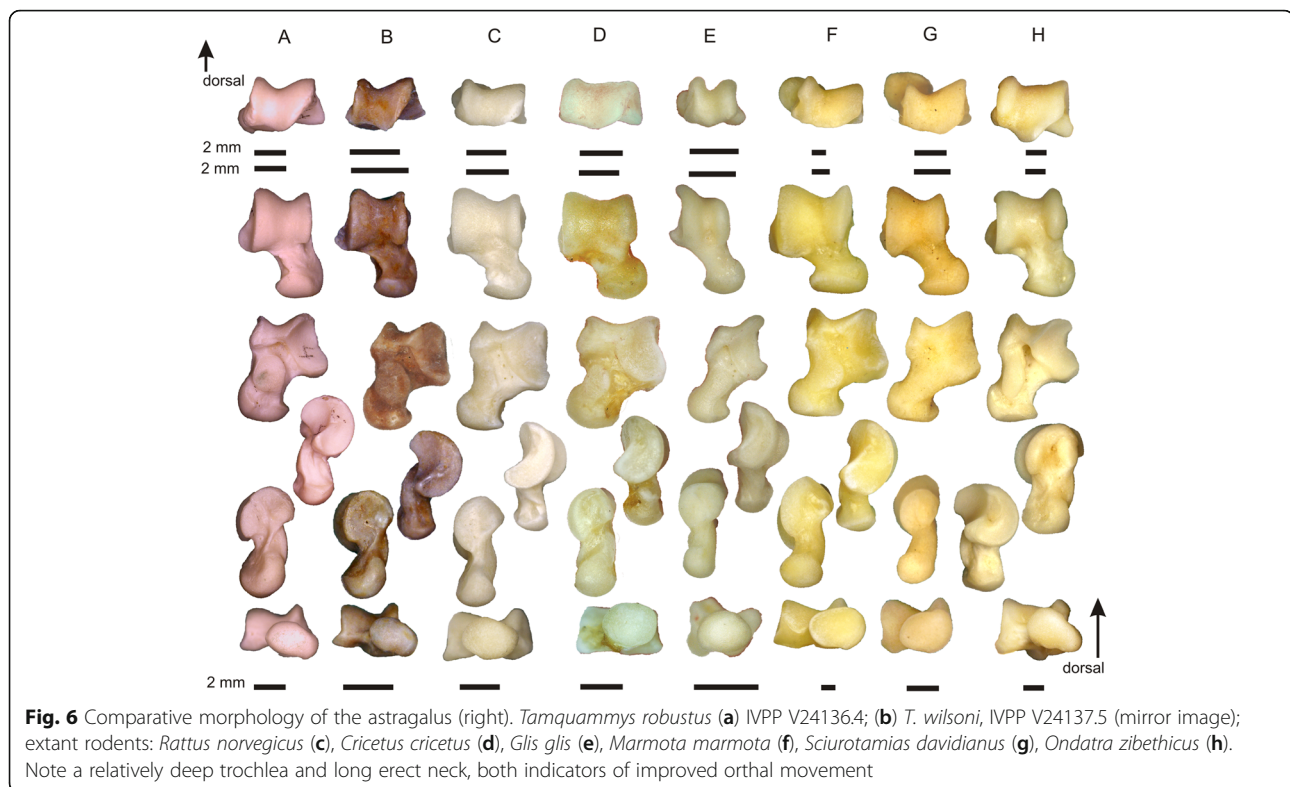 A B C D E F G H
dorsal
2 mm
2 mm
dorsal
2 mm
Fig. 6 Comparative morphology of the astragalus (right). Tamquammys robustus (a) IVPP V24136.4; (b) T. wilsoni, IVPP V24137.5 (mirror image);
extant rodents: Rattus norvegicus (c), Cricetus cricetus (d), Glis glis (e), Marmota marmota (f), Sciurotamias davidianus (g), Ondatra zibethicus (h).
Note a relatively deep trochlea and long erect neck, both indicators of improved orthal movement